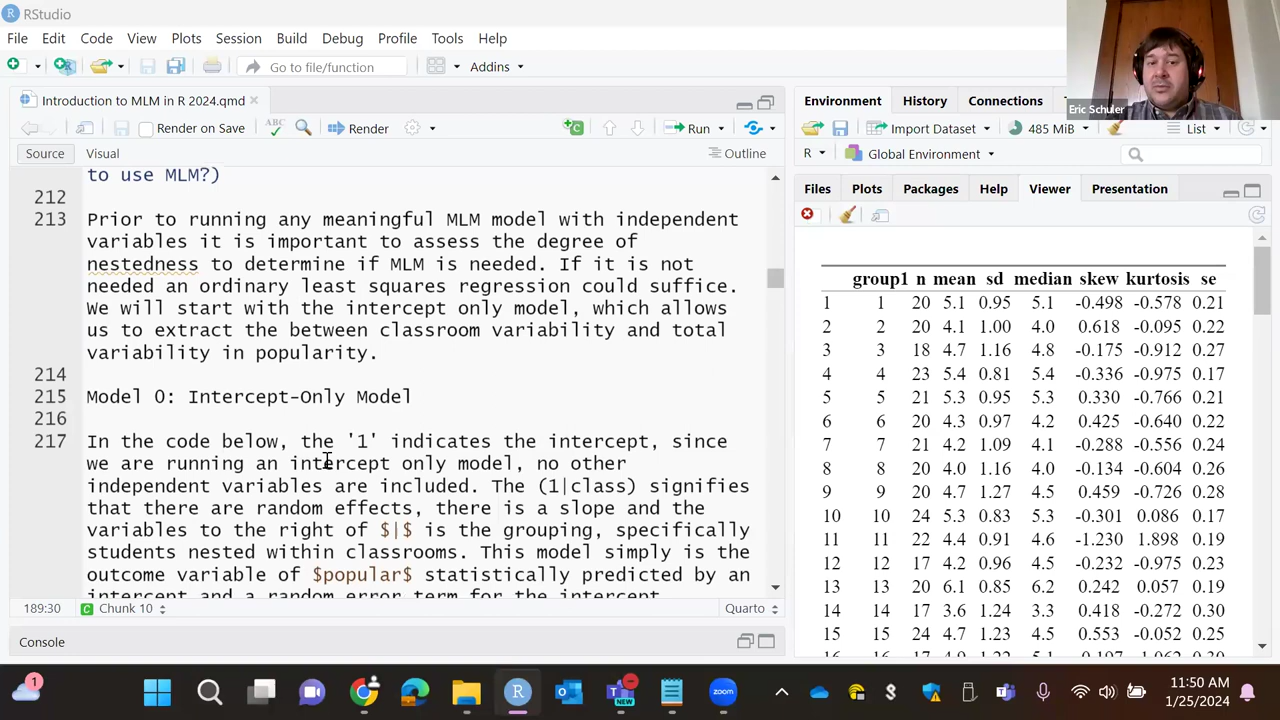 RStudio
File Edit Code View Plots Session Build Debug Profile Tools Help
Go to file/function Addins
Introduction to MLM in R 2024.qmd
Render on Save ABC Render Run
Source Visual Outline
to use MLM?)
212
213 Prior to running any meaningful MLM model with independent
variables it is important to assess the degree of
nestedness to determine if MLM is needed. If it is not
needed an ordinary least squares regression could suffice.
We will start with the intercept only model, which allows
us to extract the between classroom variability and total
variability in popularity.
214
215 Model 0: Intercept-Only Model
216
217 In the code below, the '1' indicates the intercept, since
we are running an intercept only model, no other
independent variables are included. The (1|class) signifies
that there are random effects, there is a slope and the
variables to the right of $|$ is the grouping, specifically
students nested within classrooms. This model simply is the
outcome variable of $popular$ statistically predicted by an
intercept and a random error term for the intercept
189:30 Chunk 10 Quarto
Console
Environment History Connections
Eric Schuler
Import Dataset 485 MiB List
R Global Environment
Files Plots Packages Help Viewer Presentation
group1 n mean sd median skew kurtosis se
1 1 20 5.1 0.95 5.1 -0.498 -0.578 0.21
2 2 20 4.1 1.00 4.0 0.618 -0.095 0.22
3 3 18 4.7 1.16 4.8 -0.175 -0.912 0.27
4 4 23 5.4 0.81 5.4 -0.336 -0.975 0.17
5 5 21 5.3 0.95 5.3 0.330 -0.766 0.21
6 6 20 4.3 0.97 4.2 0.425 -0.640 0.22
7 7 21 4.2 1.09 4.1 -0.288 -0.556 0.24
8 8 20 4.0 1.16 4.0 -0.134 -0.604 0.26
9 9 20 4.7 1.27 4.5 0.459 -0.726 0.28
10 10 24 5.3 0.83 5.3 -0.301 0.086 0.17
11 11 22 4.4 0.91 4.6 -1.230 1.898 0.19
12 12 17 4.2 0.96 4.5 -0.232 -0.975 0.23
13 13 20 6.1 0.85 6.2 0.242 0.057 0.19
14 14 17 3.6 1.24 3.3 0.418 -0.272 0.30
15 15 24 4.7 1.23 4.5 0.553 -0.052 0.25
1
NEW
zoom
11:50 AM
1/25/2024